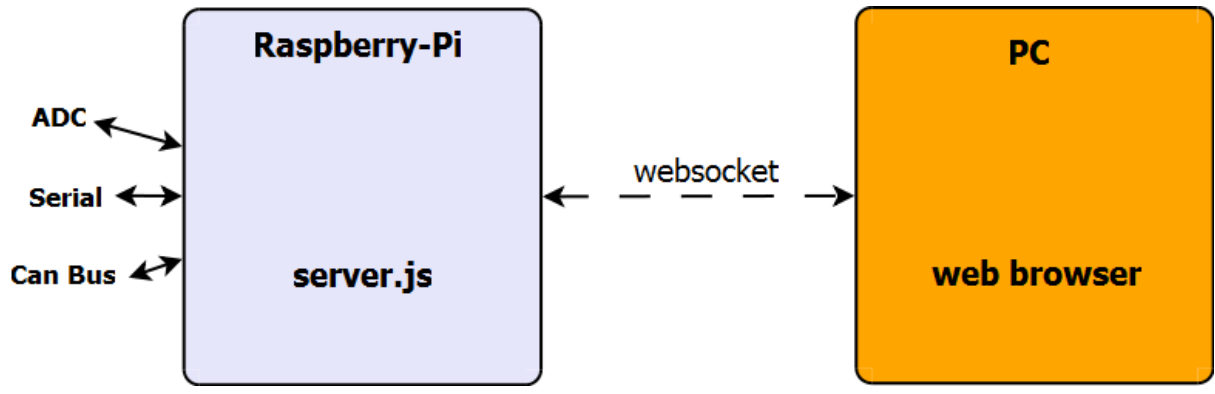 Raspberry-Pi
ADC
Serial
Can Bus
server.js
websocket
PC
web browser